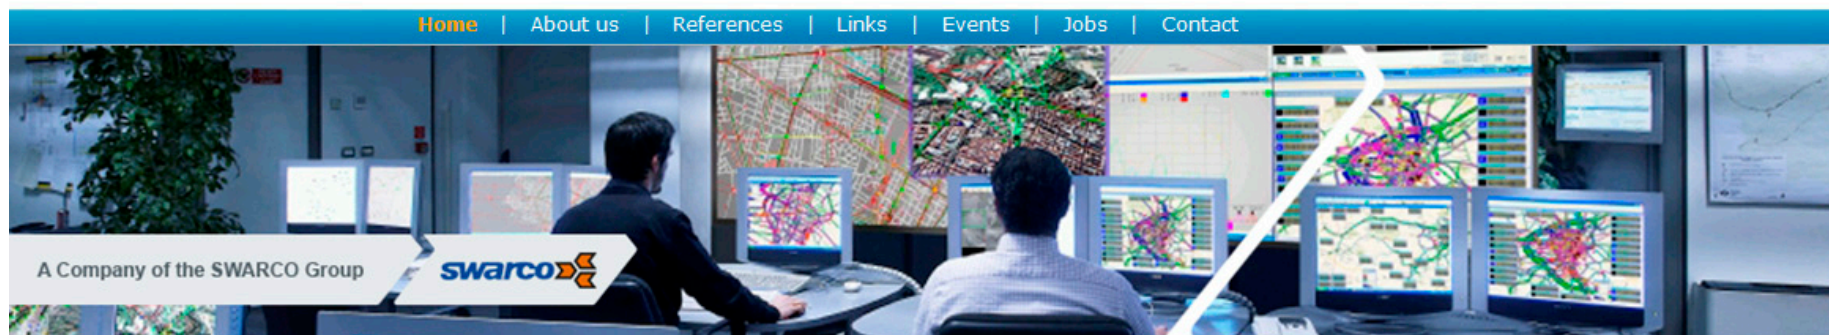 Home | About us | References | Links | Events | Jobs | Contact
A Company of the SWARCO Group
swarco